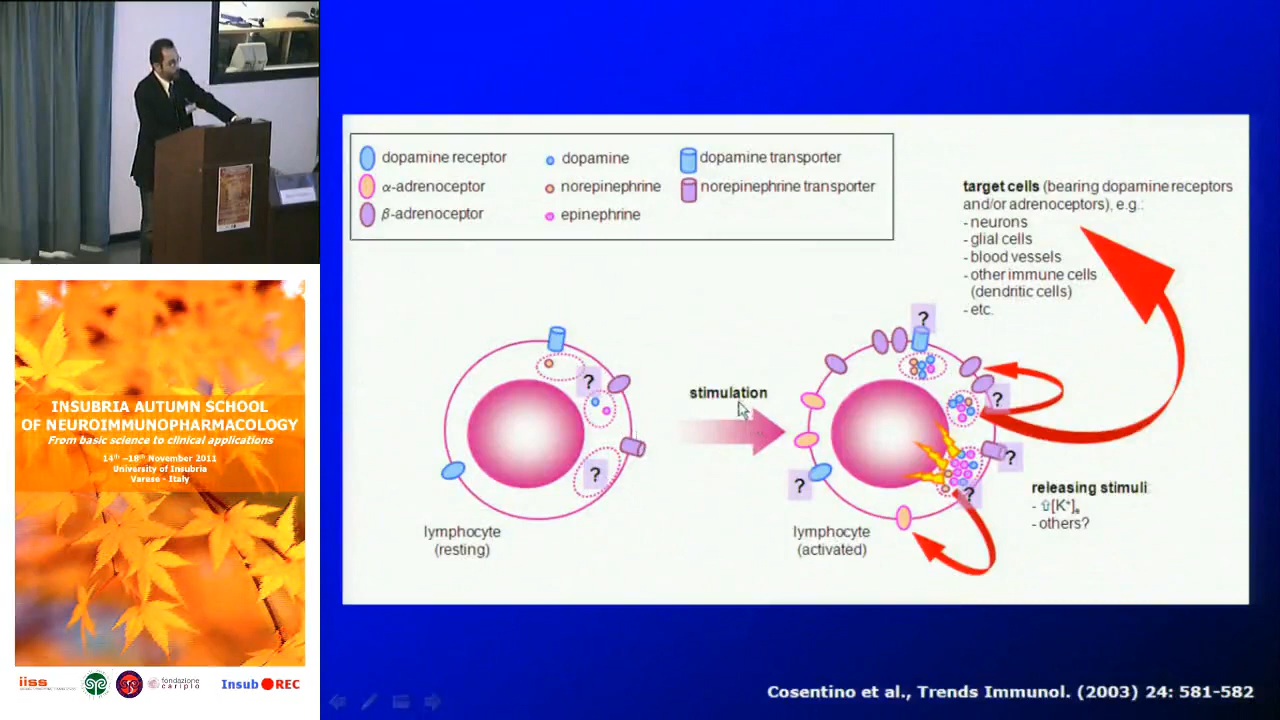 INSUBRIA AUTUMN SCHOOL
OF NEUROIMMUNOPHARMACOLOGY
From basic science to clinical applications
14th –18th November 2011
University of Insubria
Varese - Italy
iiss
fondazione
cariplo
Insub REC
dopamine receptor
α-adrenoceptor
β-adrenoceptor
dopamine
norepinephrine
epinephrine
dopamine transporter
norepinephrine transporter
target cells (bearing dopamine receptors
and/or adrenoceptors), e.g.:
- neurons
- glial cells
- blood vessels
- other immune cells
(dendritic cells)
- etc.
?
?
lymphocyte
(resting)
stimulation
?
?
?
?
?
lymphocyte
(activated)
releasing stimuli
- ⇧[K⁺]ₑ
- others?
Cosentino et al., Trends Immunol. (2003) 24: 581-582